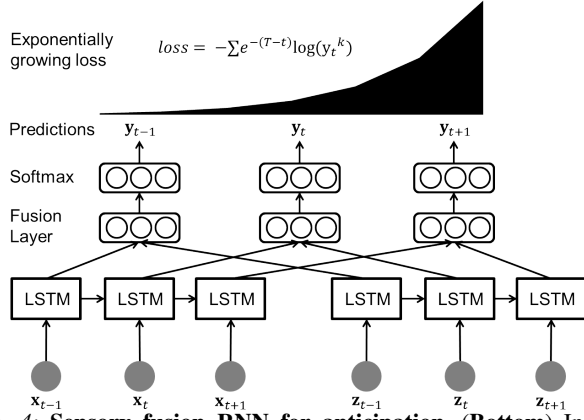 Exponentially
growing loss
loss = −∑e^{−(T−t)}log(y_t^k)
Predictions y_{t−1} y_t y_{t+1}
Softmax
Fusion
Layer
LSTM LSTM LSTM LSTM LSTM LSTM
x_{t−1} x_t x_{t+1} z_{t−1} z_t z_{t+1}
4: Sensory fusion RNN for anticipation. (Bottom) In